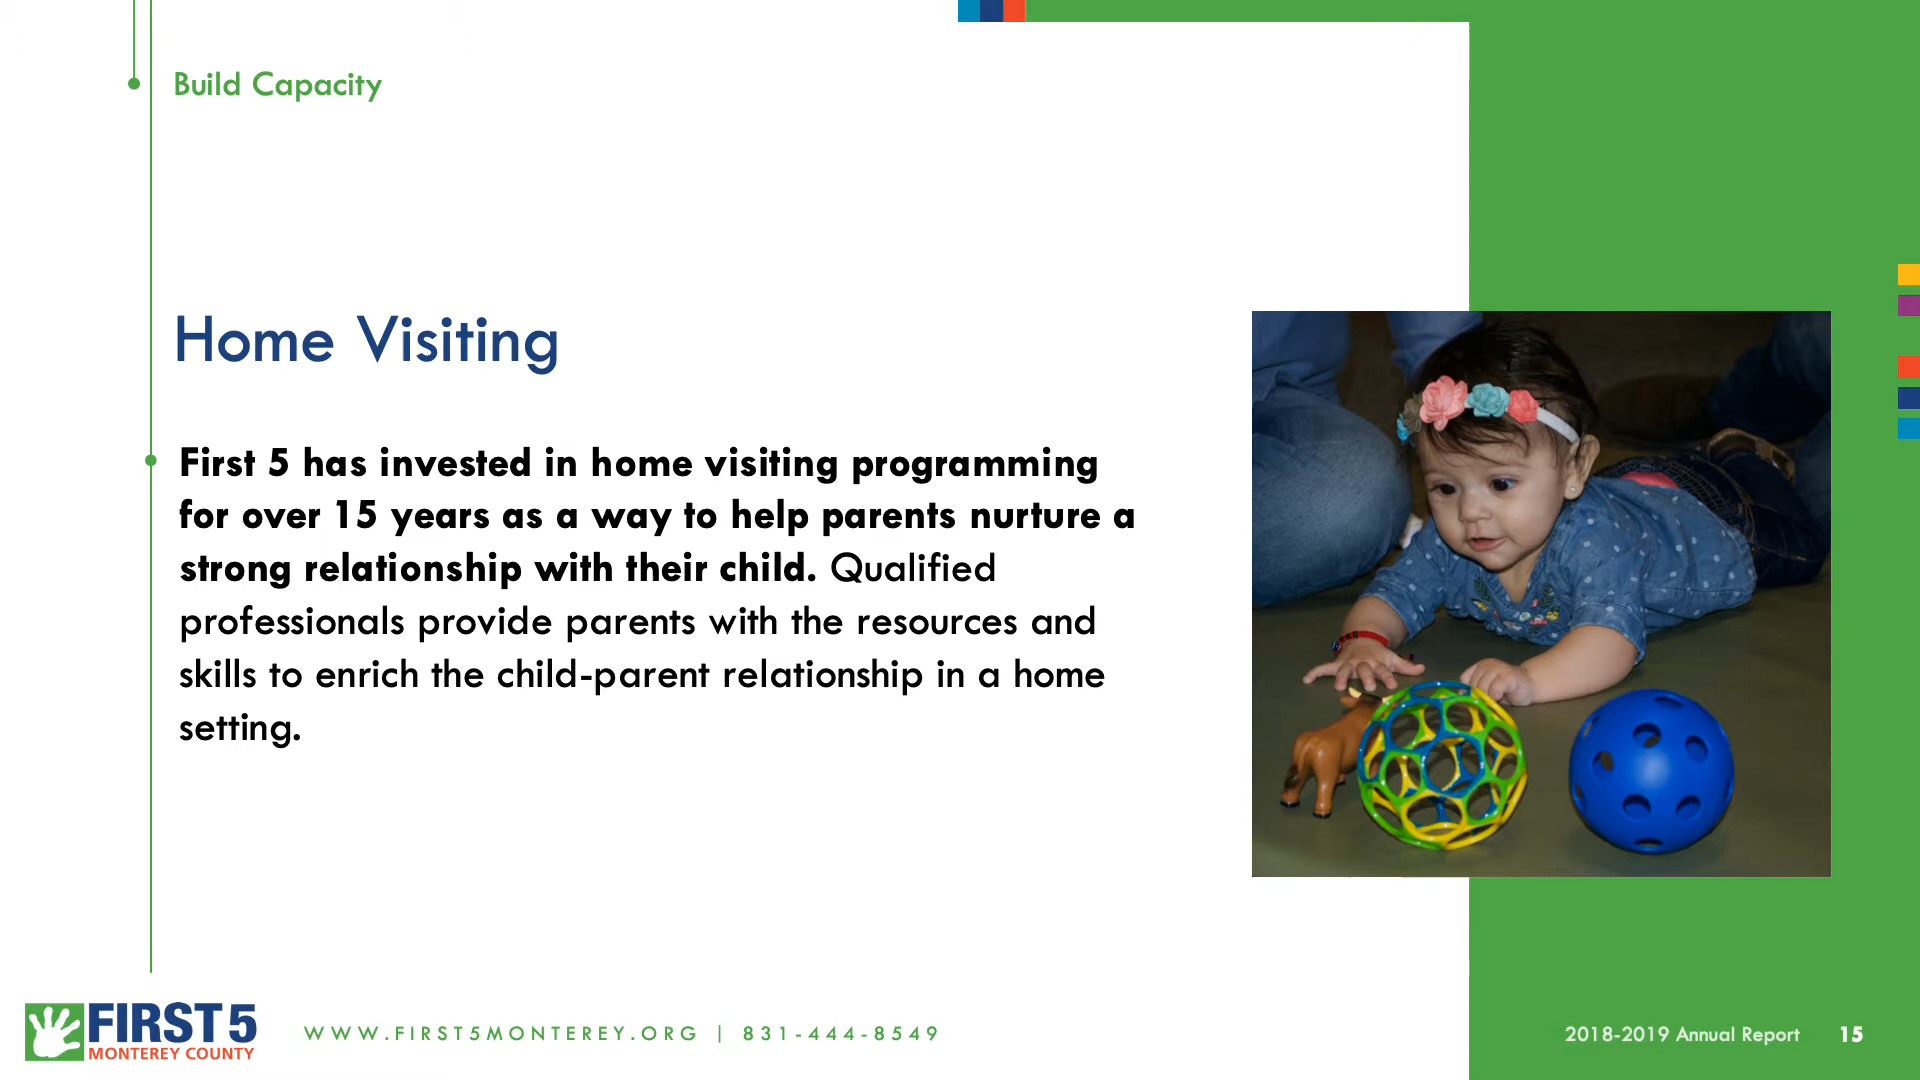 Build Capacity
Home Visiting
First 5 has invested in home visiting programming
for over 15 years as a way to help parents nurture a
strong relationship with their child. Qualified
professionals provide parents with the resources and
skills to enrich the child-parent relationship in a home
setting.
FIRST 5
MONTEREY COUNTY
WWW.FIRST5MONTEREY.ORG | 831-444-8549
2018-2019 Annual Report 15